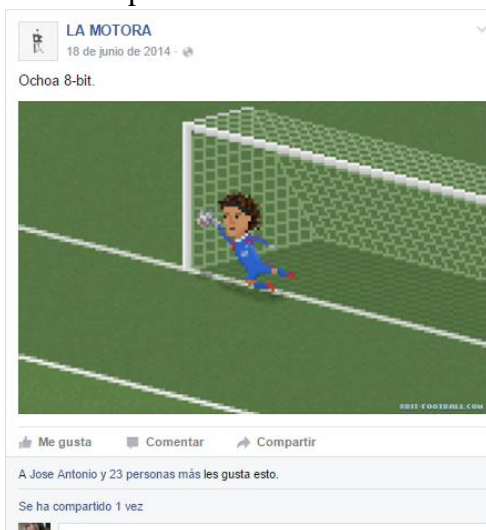 LA MOTORA
18 de junio de 2014 ·
Ochoa 8-bit.
8BIT-FOOTBALL.COM
Me gusta Comentar Compartir
A Jose Antonio y 23 personas más les gusta esto.
Se ha compartido 1 vez